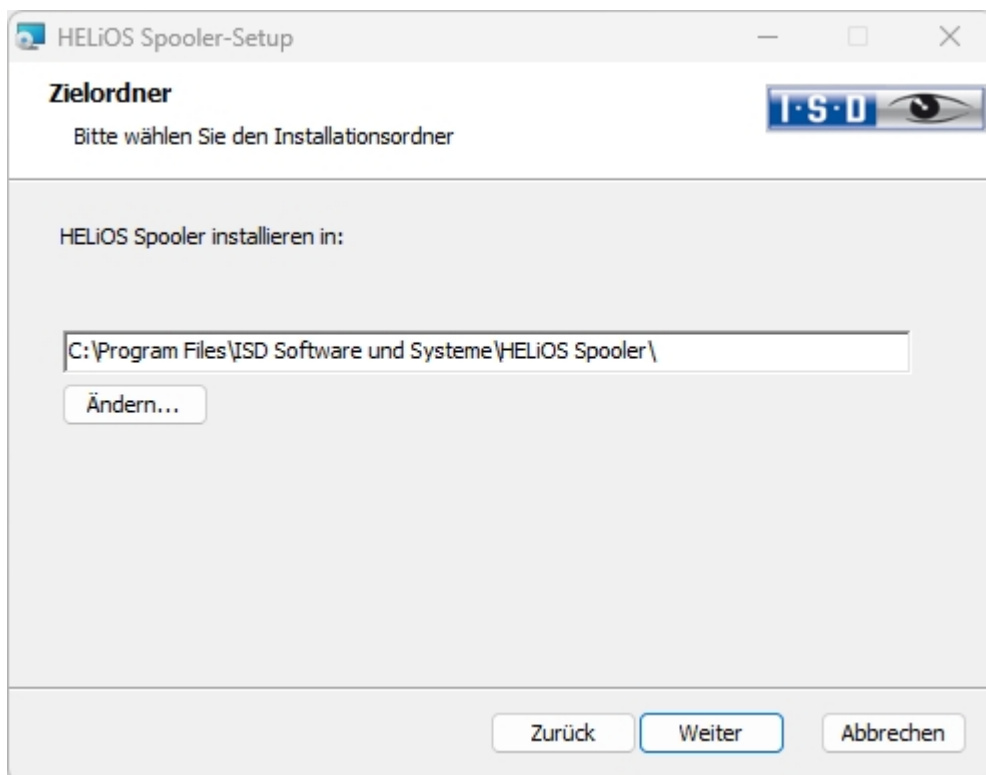 HELiOS Spooler-Setup
Zielordner
I·S·D
Bitte wählen Sie den Installationsordner
HELiOS Spooler installieren in:
C:\Program Files\ISD Software und Systeme\HELiOS Spooler\
Ändern...
Zurück Weiter Abbrechen